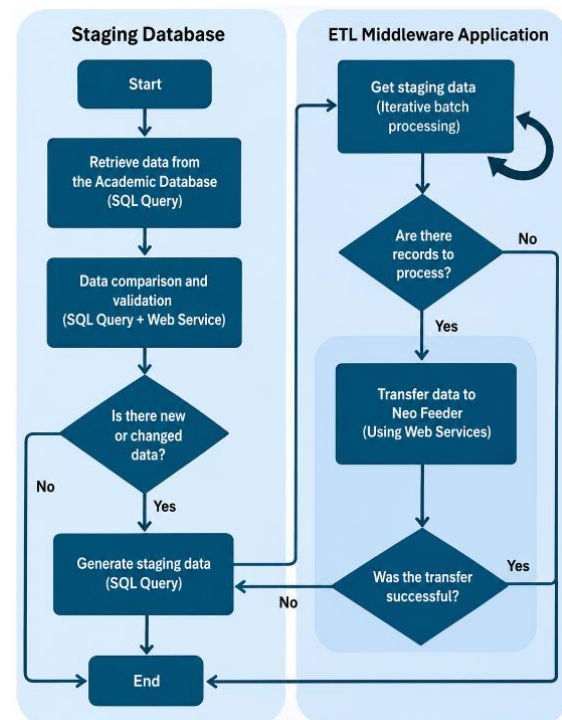 Staging Database
Start
Retrieve data from
the Academic Database
(SQL Query)
Data comparison and
validation
(SQL Query + Web Service)
Is there new
or changed
data?
No
Yes
Generate staging data
(SQL Query)
End
ETL Middleware Application
Get staging data
(Iterative batch
processing)
Are there
records to
process?
No
Yes
Transfer data to
Neo Feeder
(Using Web Services)
Was the transfer
successful?
Yes
No